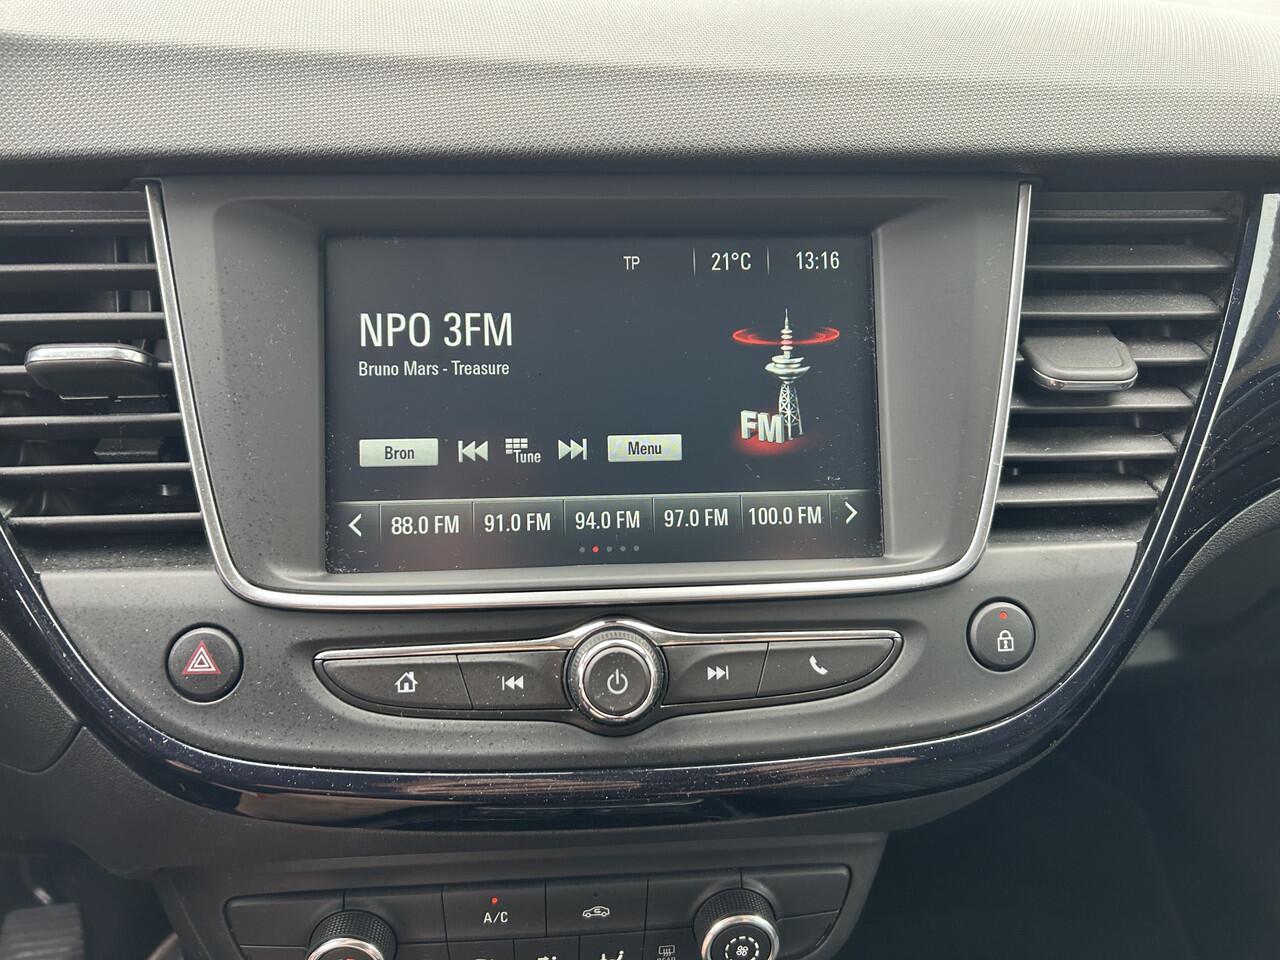 TP 21°C 13:16
NPO 3FM
Bruno Mars - Treasure
FM
Bron Tune Menu
88.0 FM 91.0 FM 94.0 FM 97.0 FM 100.0 FM
A/C
REAR